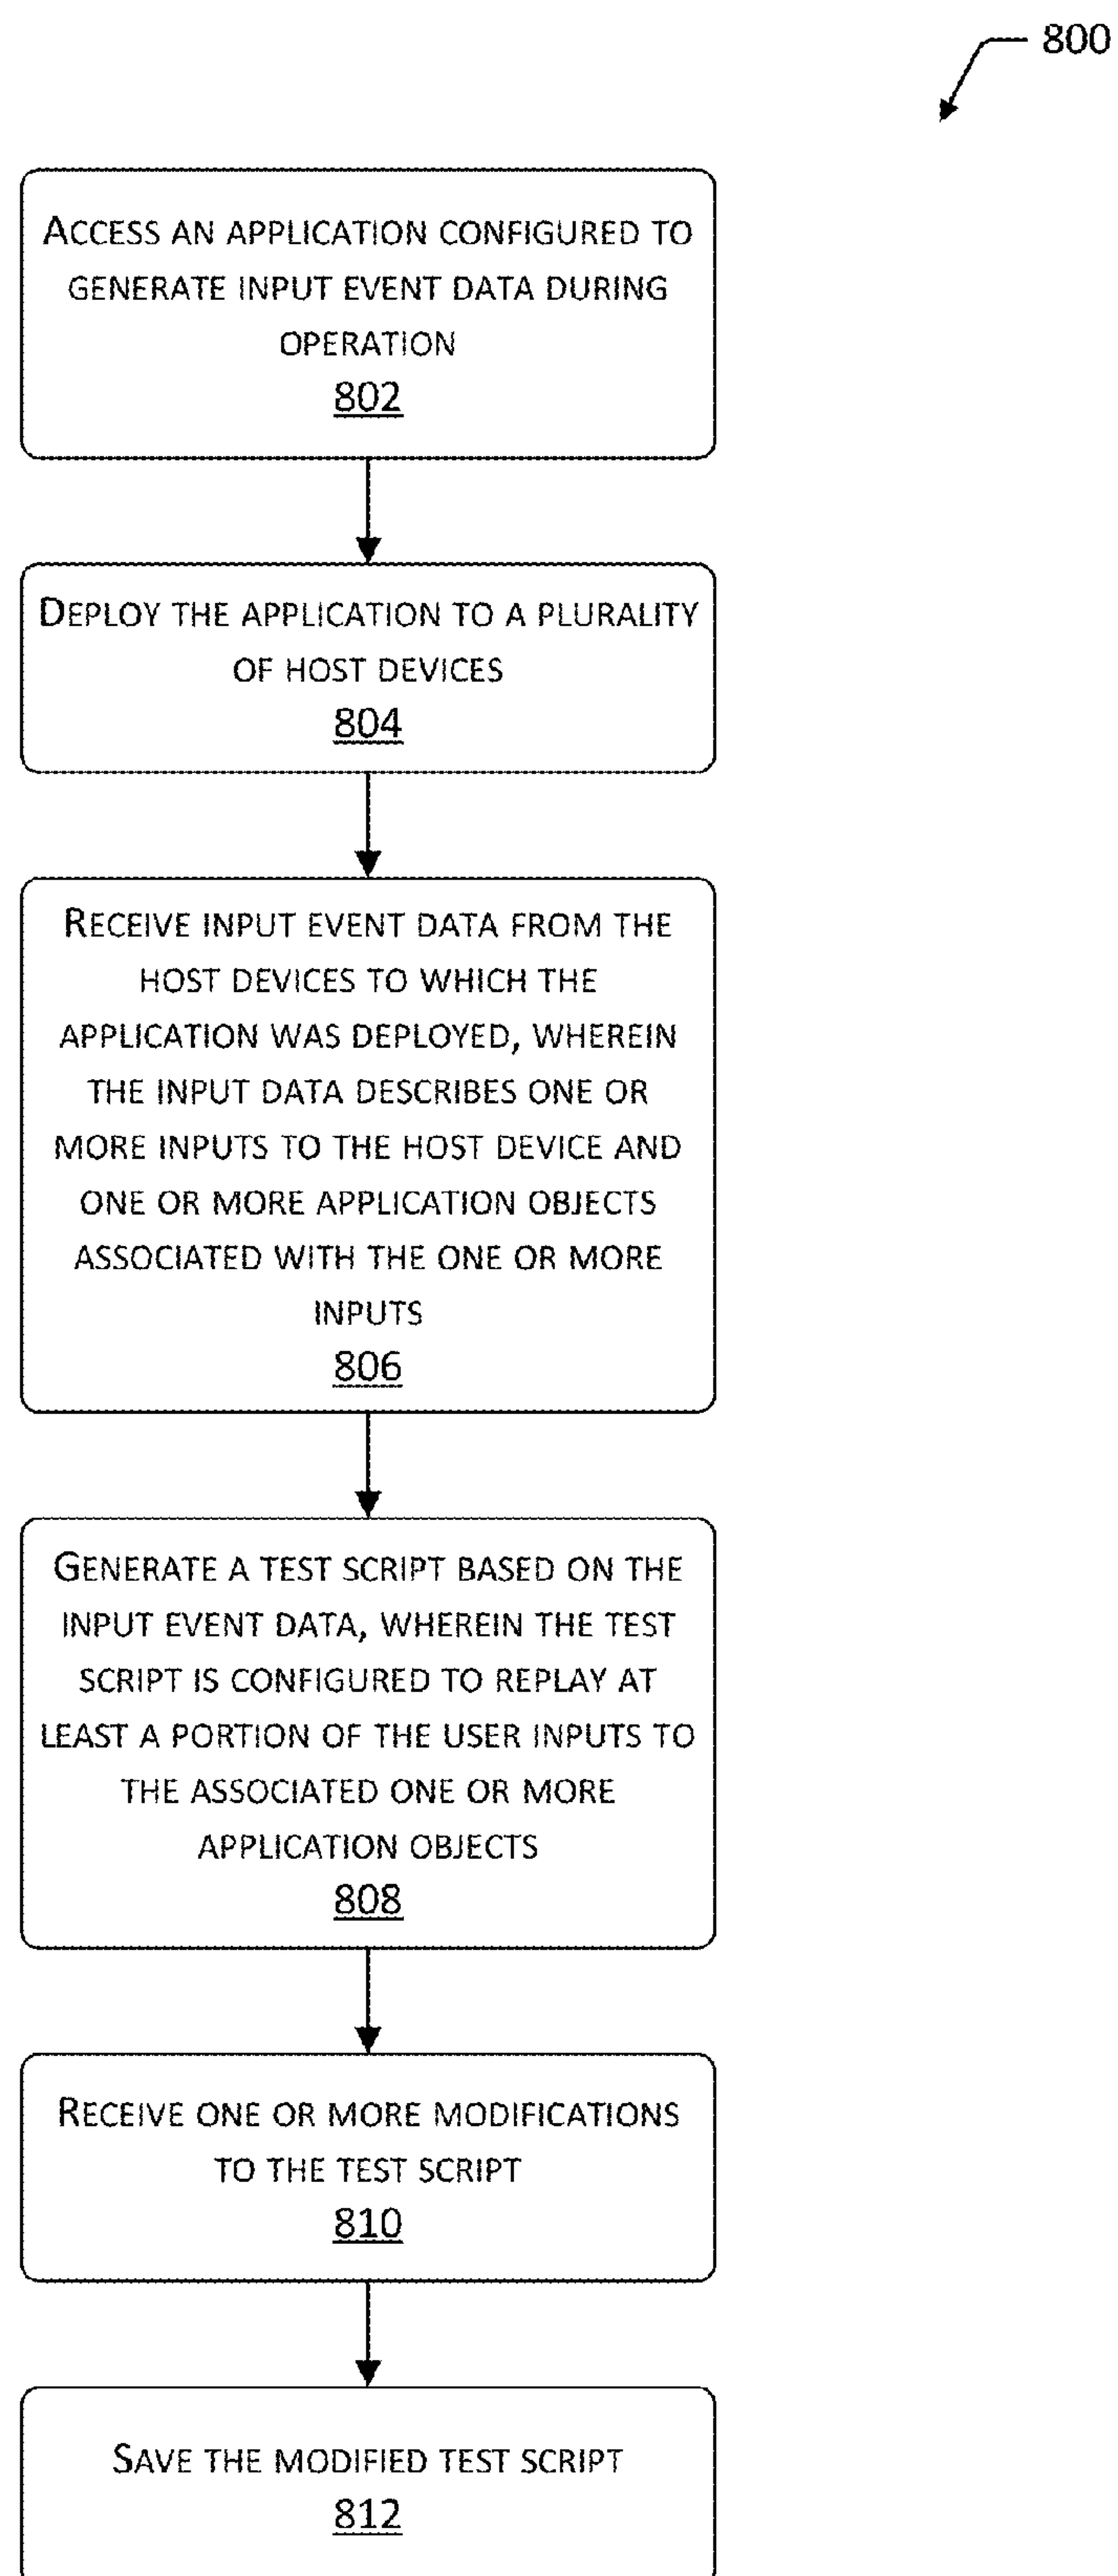 800
ACCESS AN APPLICATION CONFIGURED TO
GENERATE INPUT EVENT DATA DURING
OPERATION
802
DEPLOY THE APPLICATION TO A PLURALITY
OF HOST DEVICES
804
RECEIVE INPUT EVENT DATA FROM THE
HOST DEVICES TO WHICH THE
APPLICATION WAS DEPLOYED, WHEREIN
THE INPUT DATA DESCRIBES ONE OR
MORE INPUTS TO THE HOST DEVICE AND
ONE OR MORE APPLICATION OBJECTS
ASSOCIATED WITH THE ONE OR MORE
INPUTS
806
GENERATE A TEST SCRIPT BASED ON THE
INPUT EVENT DATA, WHEREIN THE TEST
SCRIPT IS CONFIGURED TO REPLAY AT
LEAST A PORTION OF THE USER INPUTS TO
THE ASSOCIATED ONE OR MORE
APPLICATION OBJECTS
808
RECEIVE ONE OR MORE MODIFICATIONS
TO THE TEST SCRIPT
810
SAVE THE MODIFIED TEST SCRIPT
812